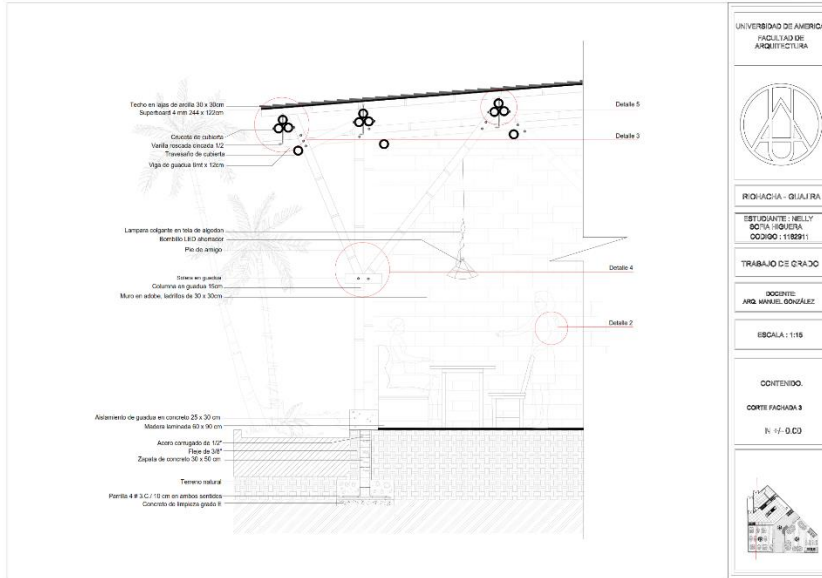 Techo en lajas de arcilla 30 x 30cm
Superboard 4 mm 244 x 122cm
Cruceta de cubierta
Varilla roscada cincada 1/2
Travesaño de cubierta
Viga de guadua 6mt x 12cm
Lampara colgante en tela de algodon
Bombillo LED ahorrador
Pie de amigo
Solera en guadua
Columna en guadua 15cm
Muro en adobe, ladrillos de 30 x 30cm
Aislamiento de guadua en concreto 25 x 30 cm
Madera laminada 60 x 90 cm
Acero corrugado de 1/2"
Fleje de 3/8"
Zapata de concreto 30 x 50 cm
Terreno natural
Parrilla 4 # 3 C./ 10 cm en ambos sentidos
Concreto de limpieza grado II
Detalle 5
Detalle 3
Detalle 4
Detalle 2
UNIVERSIDAD DE AMERICA
FACULTAD DE
ARQUITECTURA
RIOHACHA - GUAJIRA
ESTUDIANTE : NELLY
SOFIA HIGUERA
CODIGO : 1182911
TRABAJO DE GRADO
DOCENTE:
ARQ. MANUEL GONZÁLEZ
ESCALA : 1:15
CONTENIDO.
CORTE FACHADA 3
N +/- 0.00